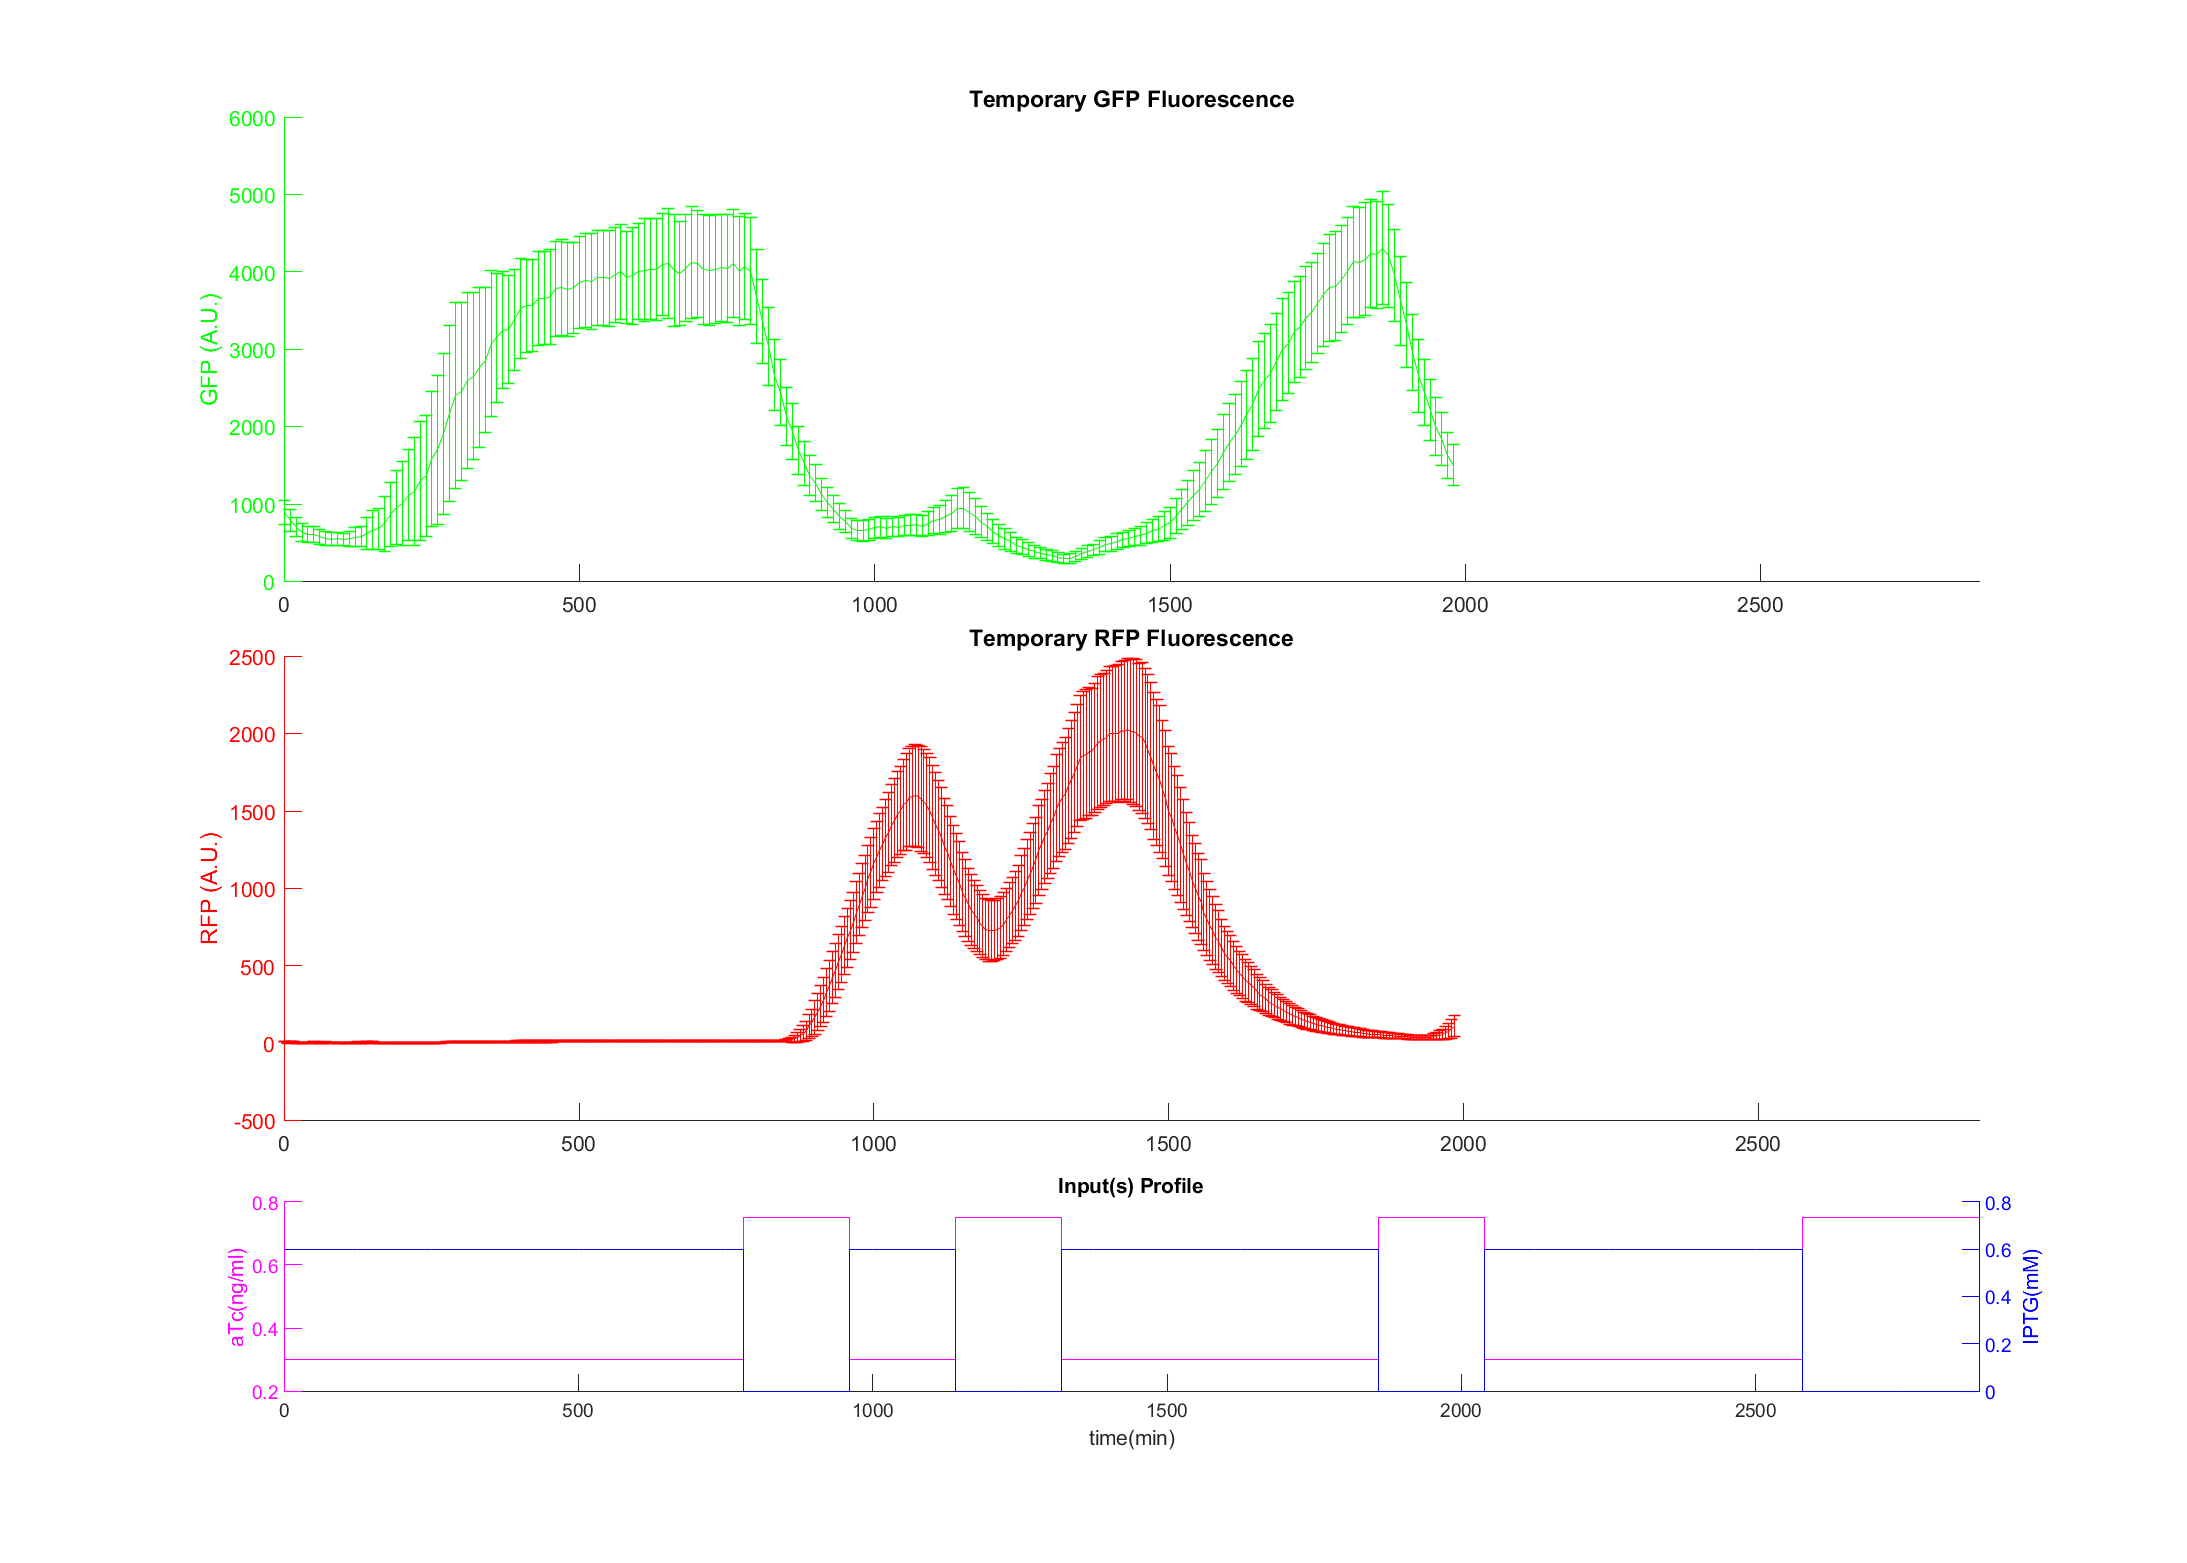 Temporary GFP Fluorescence
6000
5000
4000
3000
2000
1000
0
GFP (A.U.)
0 500 1000 1500 2000 2500
Temporary RFP Fluorescence
2500
2000
1500
1000
500
0
-500
RFP (A.U.)
0 500 1000 1500 2000 2500
Input(s) Profile
0.8
0.6
0.4
0.2
aTc(ng/ml)
0.8
0.6
0.4
0.2
0
IPTG(mM)
0 500 1000 1500 2000 2500
time(min)